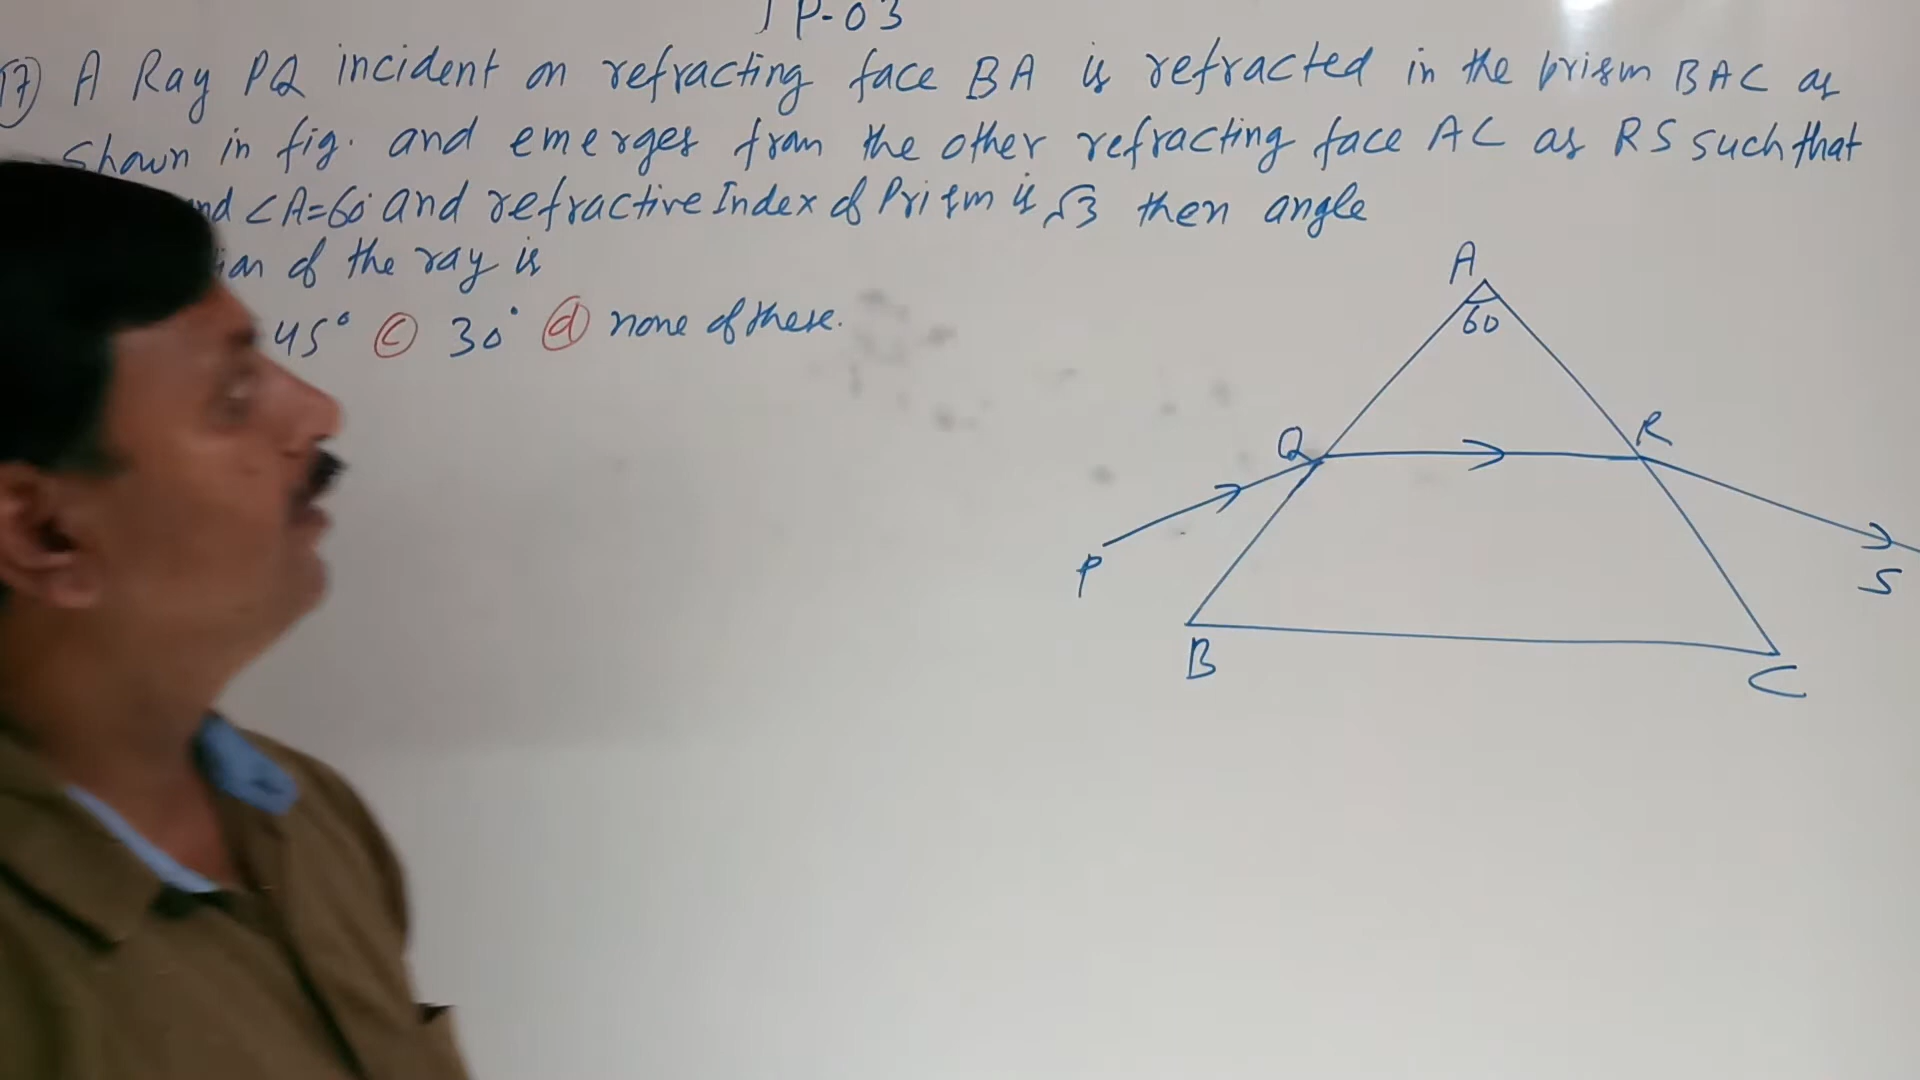 JP-03
17) A Ray PQ incident on refracting face BA is refracted in the prism BAC as
Shown in fig. and emerges from the other refracting face AC as RS such that
and ∠A=60° and refractive Index of Prism is √3 then angle
of the ray is
45° (c) 30° (d) none of these.
A
60
Q
R
P
S
B
C